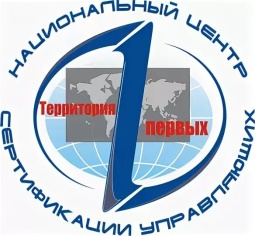 НАЦИОНАЛЬНЫЙ ЦЕНТР
Территория
первых
СЕРТИФИКАЦИИ УПРАВЛЯЮЩИХ